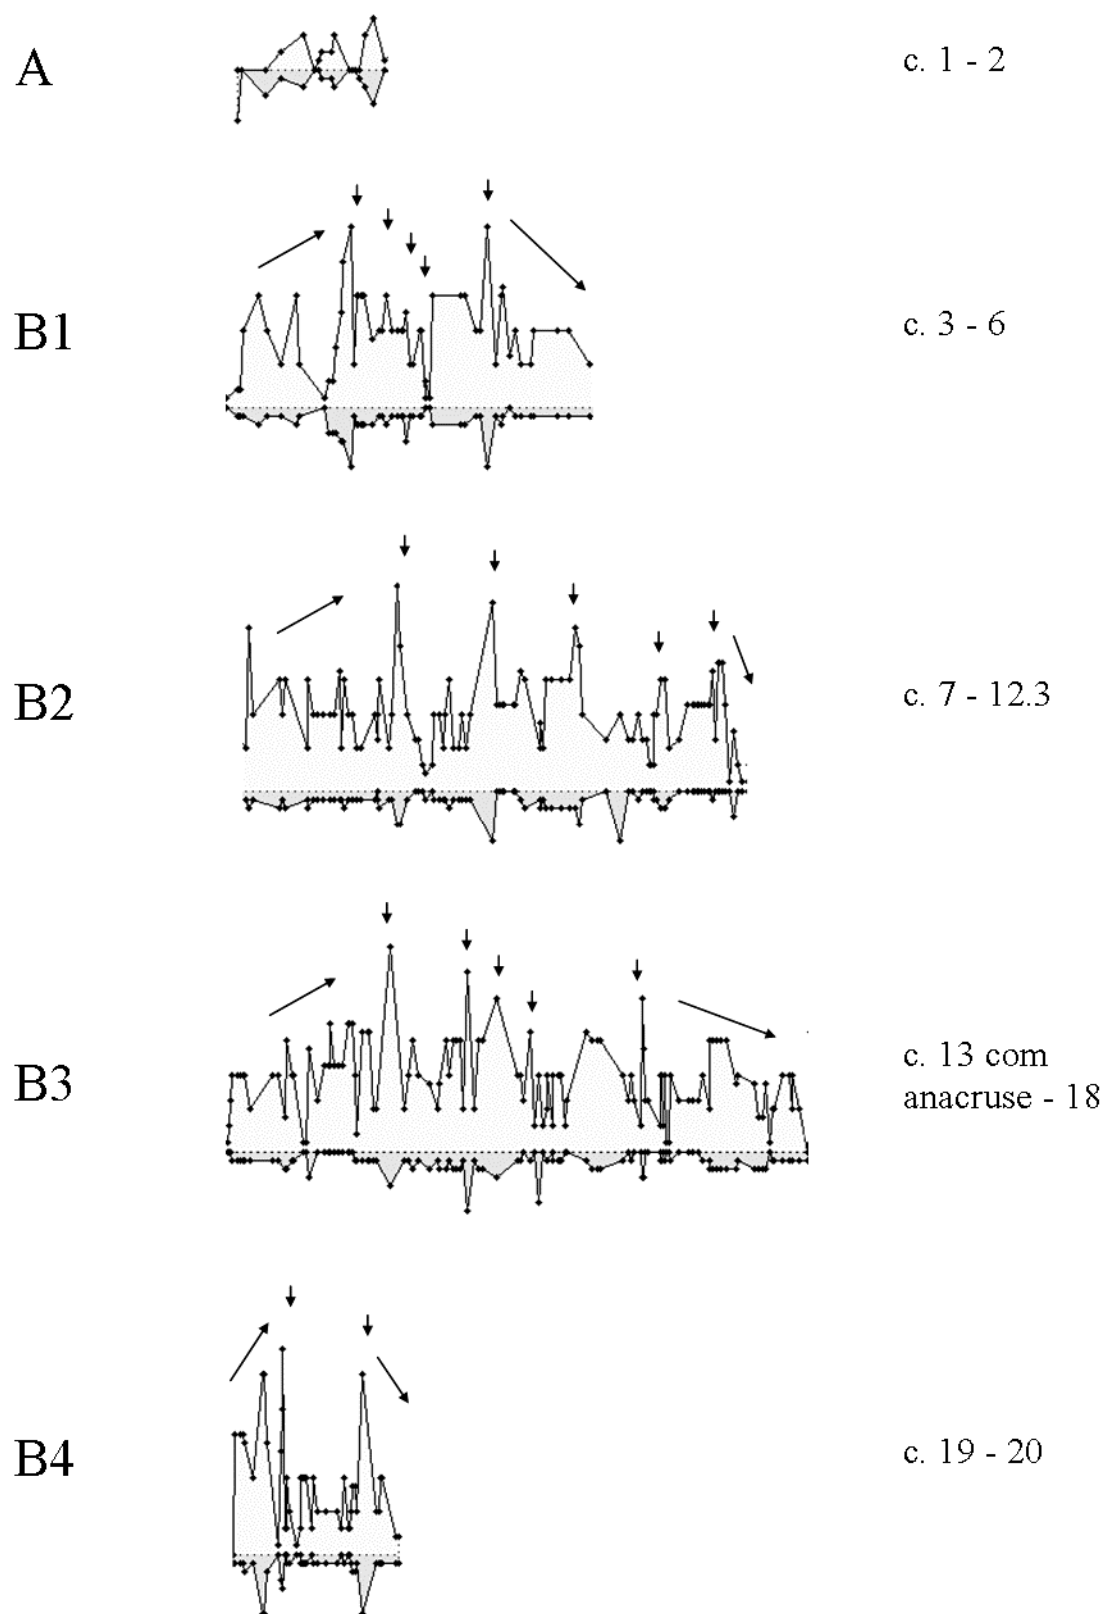 A
c. 1 - 2
B1
c. 3 - 6
B2
c. 7 - 12.3
B3
c. 13 com
anacruse - 18
B4
c. 19 - 20